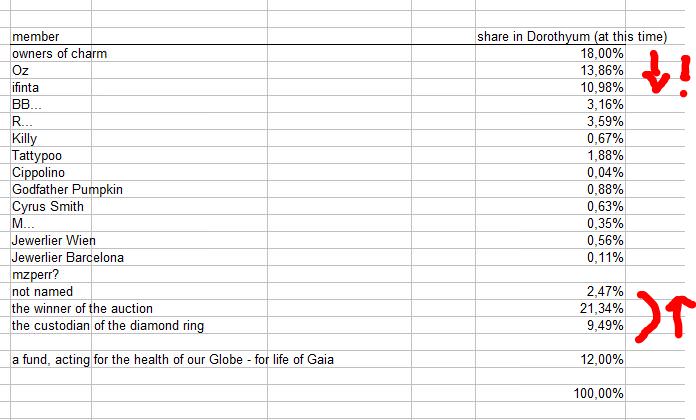 member share in Dorothyum (at this time)
owners of charm 18,00%
Oz 13,86%
ifinta 10,98%
BB... 3,16%
R... 3,59%
Killy 0,67%
Tattypoo 1,88%
Cippolino 0,04%
Godfather Pumpkin 0,88%
Cyrus Smith 0,63%
M... 0,35%
Jewerlier Wien 0,56%
Jewerlier Barcelona 0,11%
mzperr?
not named 2,47%
the winner of the auction 21,34%
the custodian of the diamond ring 9,49%
a fund, acting for the health of our Globe - for life of Gaia 12,00%
100,00%
!